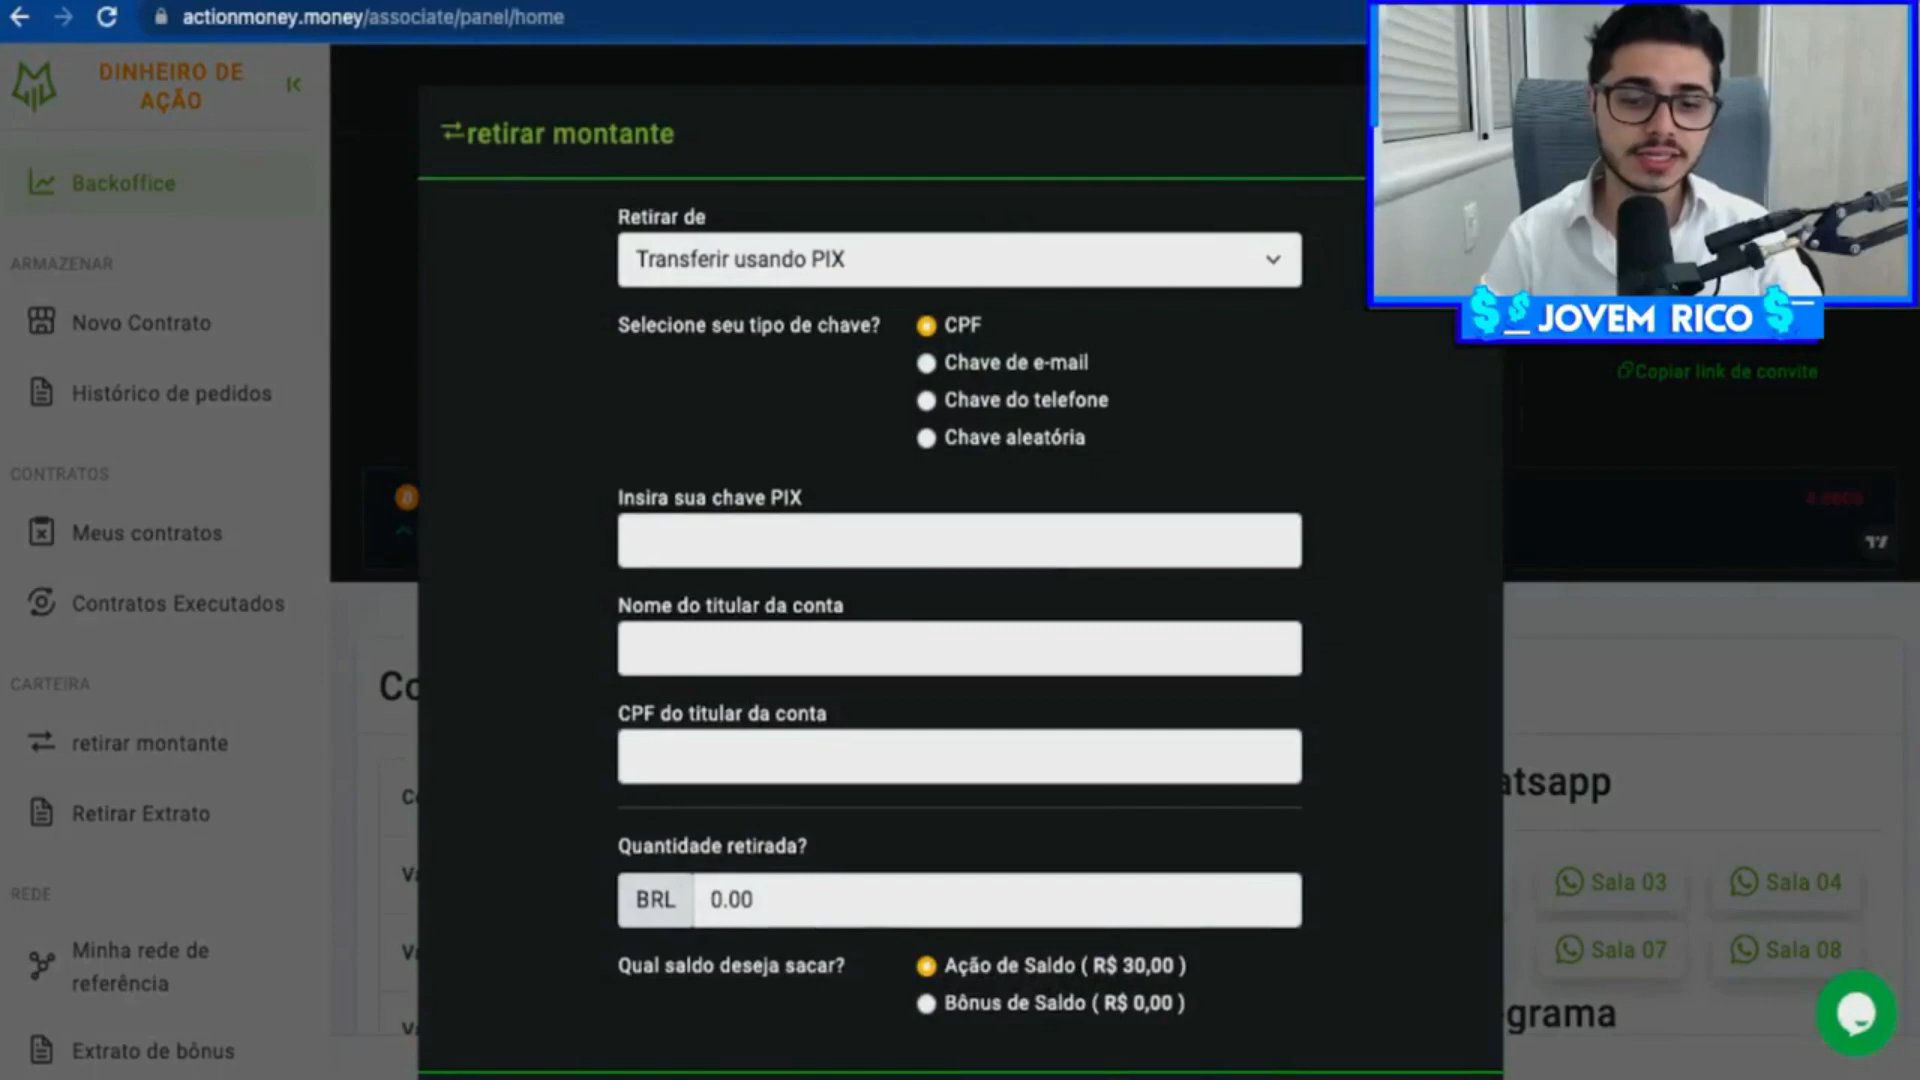 actionmoney.money/associate/panel/home
DINHEIRO DE
AÇÃO
Backoffice
ARMAZENAR
Novo Contrato
Histórico de pedidos
CONTRATOS
Meus contratos
Contratos Executados
CARTEIRA
retirar montante
Retirar Extrato
REDE
Minha rede de
referência
Extrato de bônus
retirar montante
Retirar de
Transferir usando PIX
Selecione seu tipo de chave?
CPF
Chave de e-mail
Chave do telefone
Chave aleatória
Insira sua chave PIX
Nome do titular da conta
CPF do titular da conta
Quantidade retirada?
BRL 0.00
Qual saldo deseja sacar?
Ação de Saldo ( R$ 30,00 )
Bônus de Saldo ( R$ 0,00 )
$ $ JOVEM RICO $
Copiar link de convite
Co
Co
Va
Va
Va
atsapp
Sala 03
Sala 04
Sala 07
Sala 08
grama